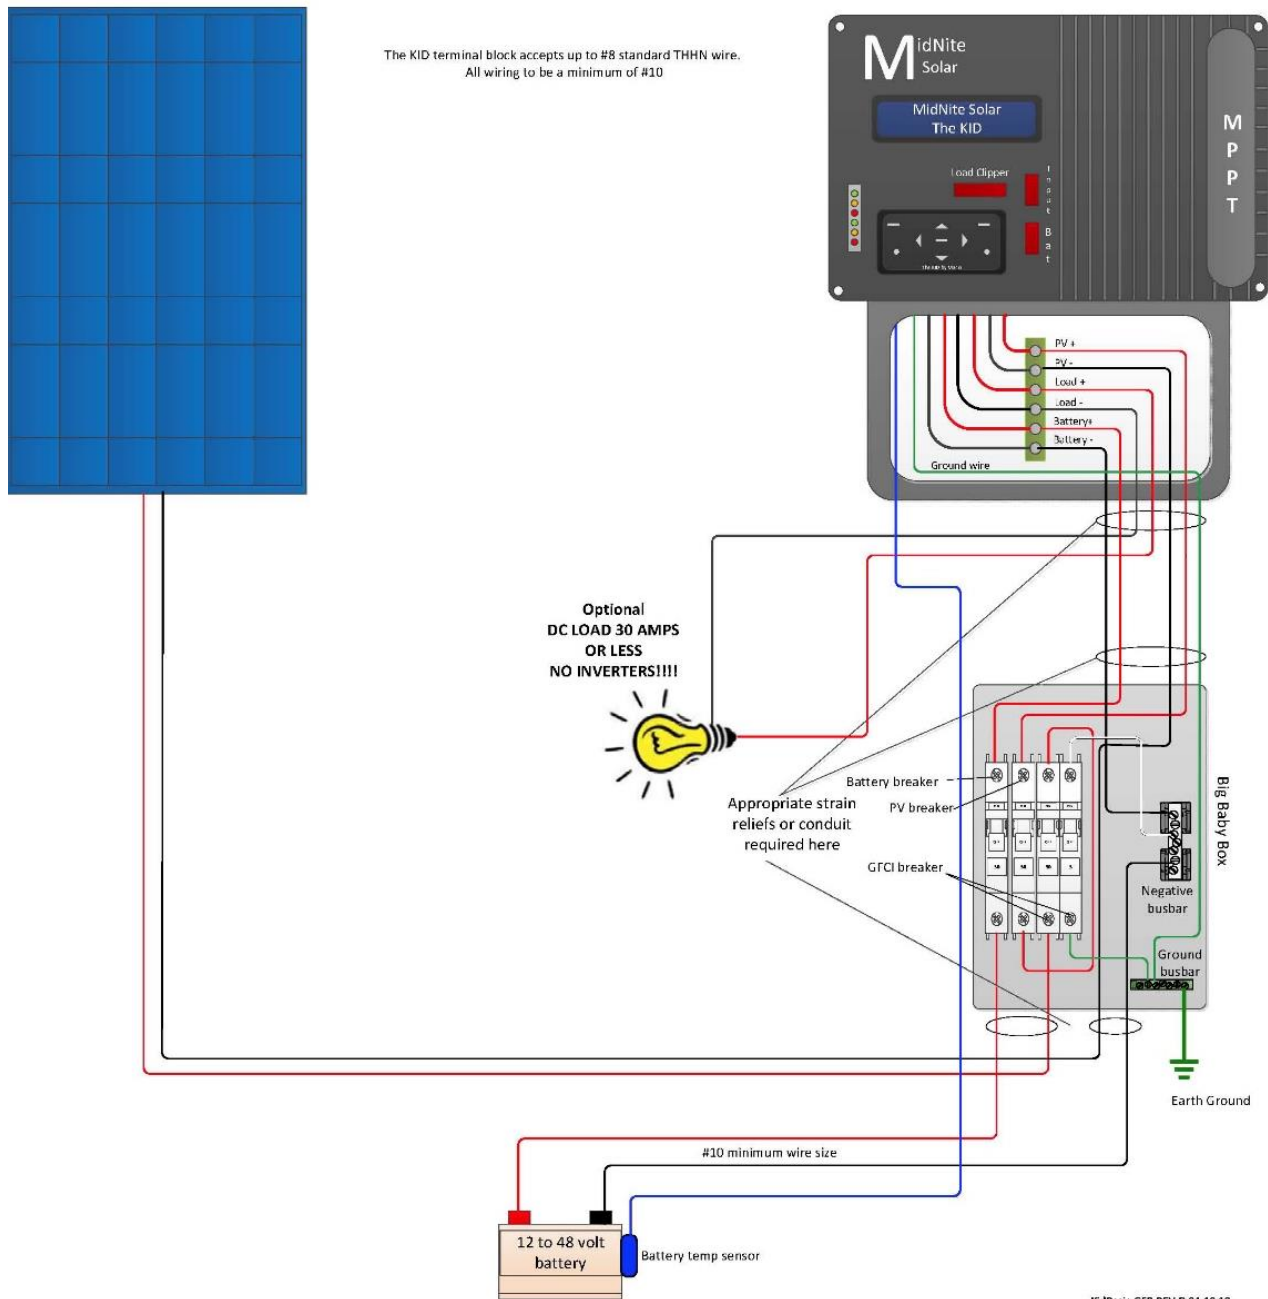 The KID terminal block accepts up to #8 standard THHN wire.
All wiring to be a minimum of #10
MidNite
Solar
MidNite Solar
The KID
MPPT
Load Clipper
Input
Bat
PV +
PV -
Load +
Load -
Battery+
Battery -
Ground wire
Optional
DC LOAD 30 AMPS
OR LESS
NO INVERTERS!!!!
Battery breaker
PV breaker
Appropriate strain
reliefs or conduit
required here
GFCI breaker
Big Baby Box
Negative
busbar
Ground
busbar
Earth Ground
#10 minimum wire size
12 to 48 volt
battery
Battery temp sensor